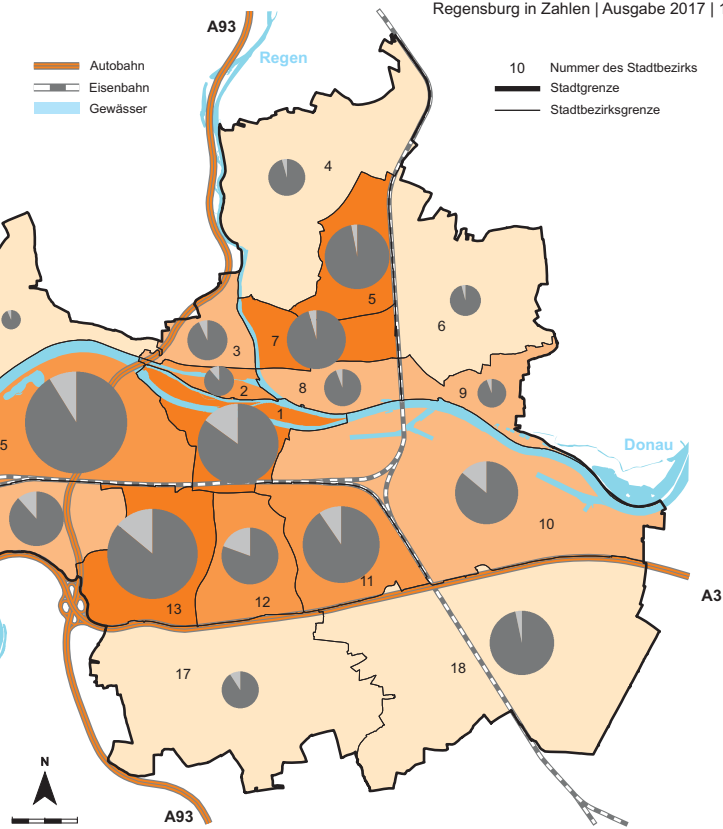 Regensburg in Zahlen | Ausgabe 2017 | 1
A93
Regen
Autobahn
Eisenbahn
Gewässer
10 Nummer des Stadtbezirks
Stadtgrenze
Stadtbezirksgrenze
4
5
6
7
3
2
8
9
1
5
Donau
10
11
12
13
A3
17
18
N
A93